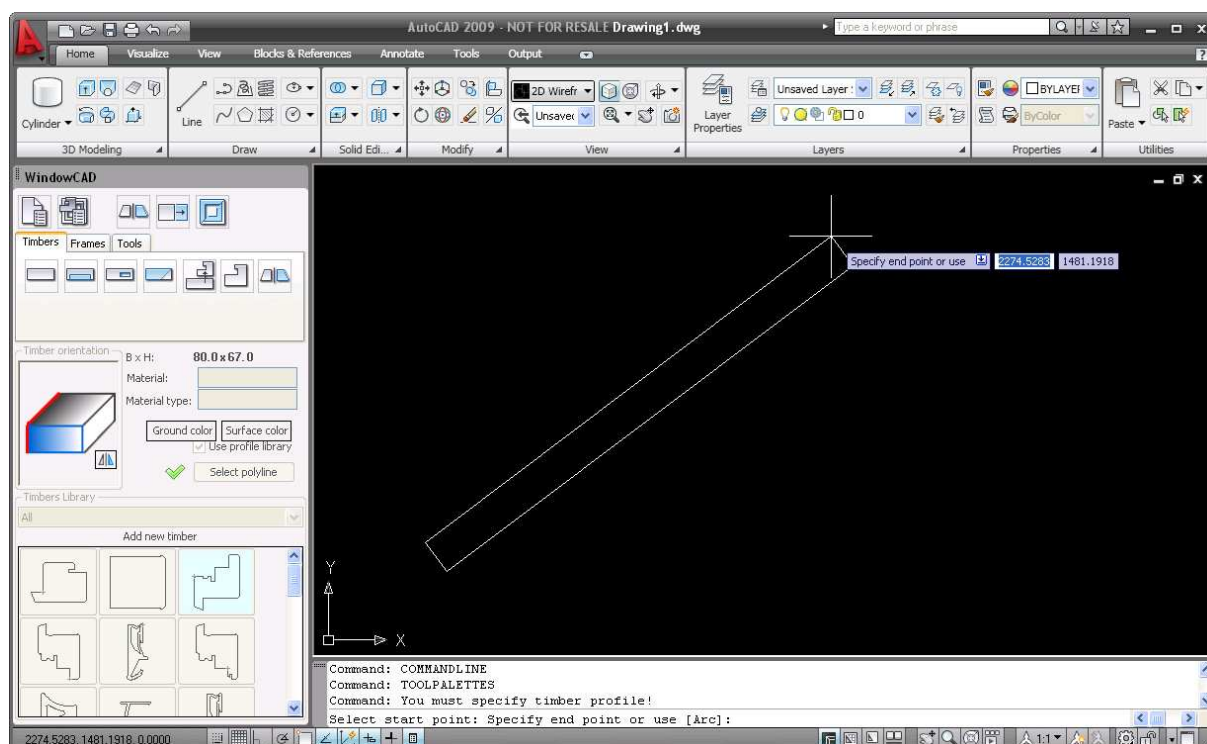 AutoCAD 2009 - NOT FOR RESALE Drawing1.dwg
Type a keyword or phrase
Home Visualize View Blocks & References Annotate Tools Output
Cylinder
Line
2D Wirefr
Unsaved
Layer Properties
Unsaved Layer :
0
BYLAYEI
ByColor
Paste
3D Modeling Draw Solid Edi... Modify View Layers Properties Utilities
WindowCAD
Timbers Frames Tools
Timber orientation
B x H: 80.0x67.0
Material:
Material type:
Ground color Surface color
Use profile library
Select polyline
Timbers Library
All
Add new timber
Specify end point or use 2274.5283 1481.1918
Y
X
Command: COMMANDLINE
Command: TOOLPALETTES
Command: You must specify timber profile!
Select start point: Specify end point or use [Arc]:
2274.5283, 1481.1918, 0.0000
1:1